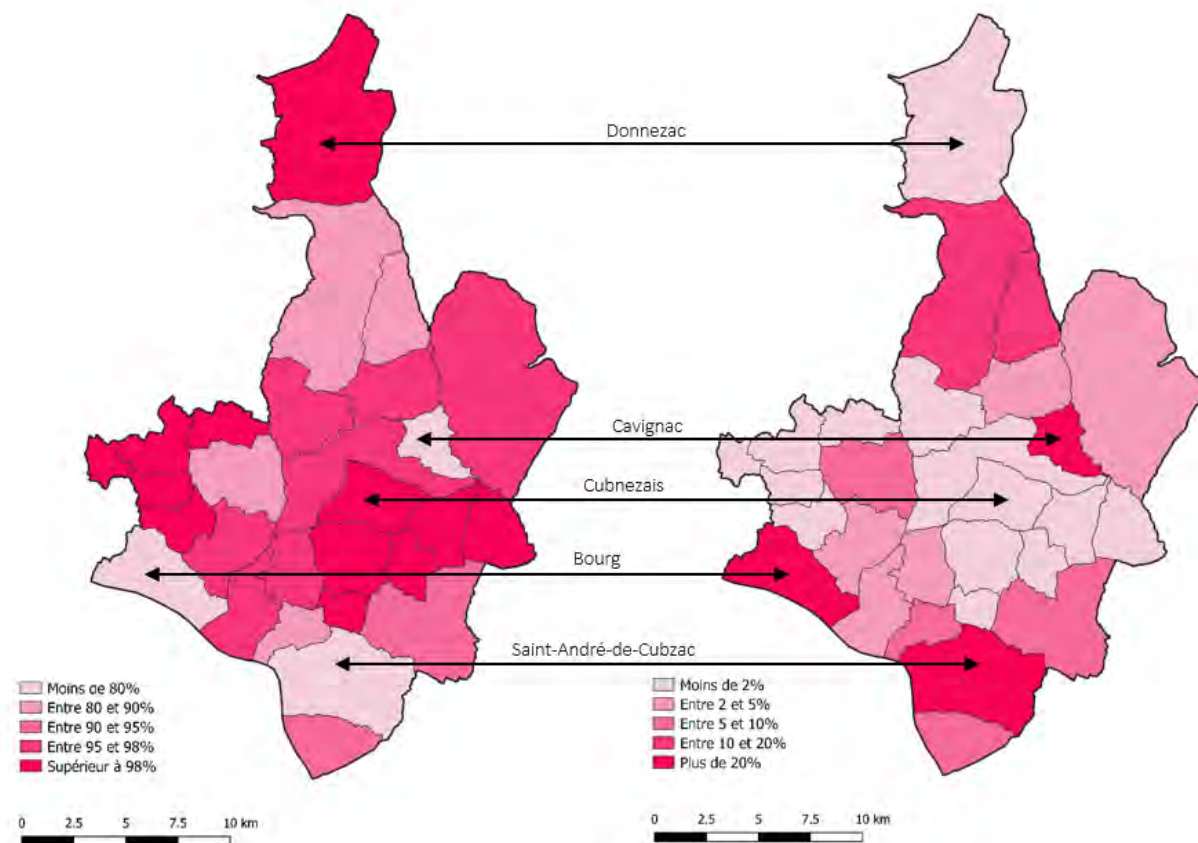 Donnezac
Cavignac
Cubnezais
Bourg
Saint-André-de-Cubzac
Moins de 80%
Entre 80 et 90%
Entre 90 et 95%
Entre 95 et 98%
Supérieur à 98%
0 2.5 5 7.5 10 km
Moins de 2%
Entre 2 et 5%
Entre 5 et 10%
Entre 10 et 20%
Plus de 20%
0 2.5 5 7.5 10 km